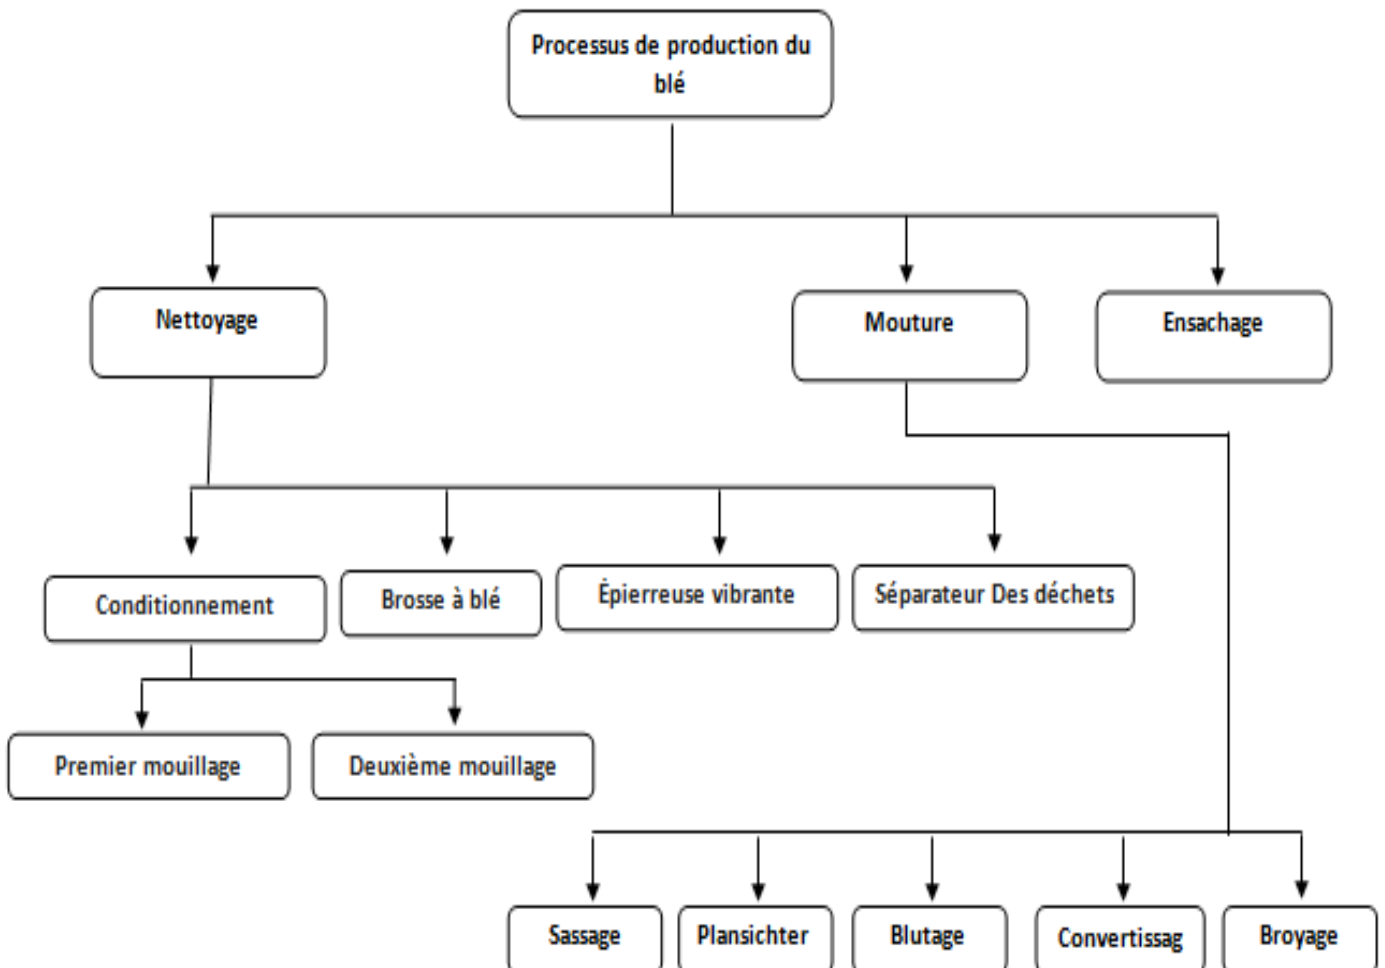 Processus de production du
blé
Nettoyage
Mouture
Ensachage
Conditionnement
Brosse à blé
Épierreuse vibrante
Séparateur Des déchets
Premier mouillage
Deuxième mouillage
Sassage
Plansichter
Blutage
Convertissag
Broyage